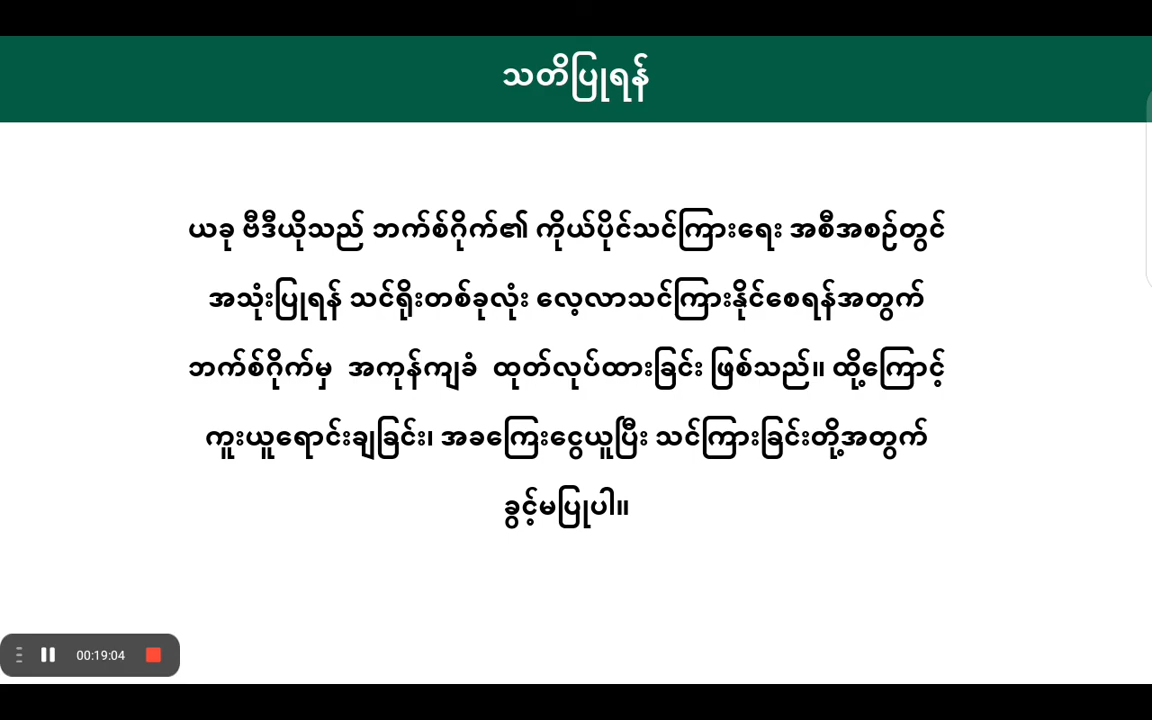 သတိပြုရန်
ယခု ဗီဒီယိုသည် ဘက်စ်ဂိုက်၏ ကိုယ်ပိုင်သင်ကြားရေး အစီအစဉ်တွင်
အသုံးပြုရန် သင်ရိုးတစ်ခုလုံး လေ့လာသင်ကြားနိုင်စေရန်အတွက်
ဘက်စ်ဂိုက်မှ အကုန်ကျခံ ထုတ်လုပ်ထားခြင်း ဖြစ်သည်။ ထို့ကြောင့်
ကူးယူရောင်းချခြင်း၊ အခကြေးငွေယူပြီး သင်ကြားခြင်းတို့အတွက်
ခွင့်မပြုပါ။
00:19:04